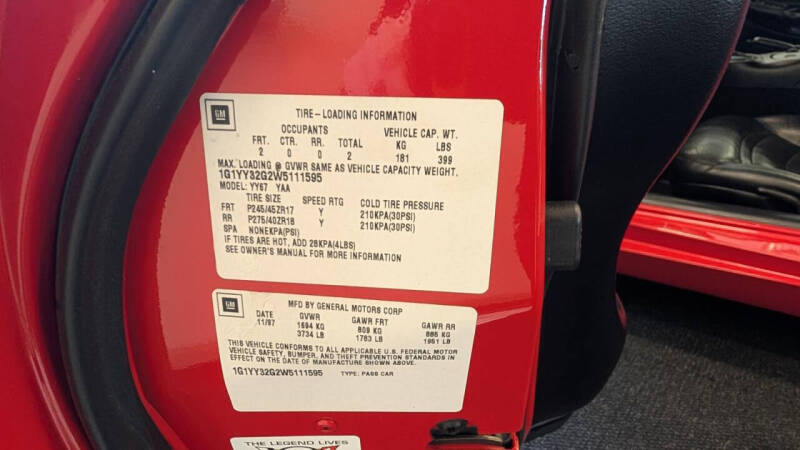 GM
TIRE-LOADING INFORMATION
OCCUPANTS VEHICLE CAP. WT.
FRT. CTR. RR. TOTAL KG LBS
2 0 0 2 181 399
MAX. LOADING @ GVWR SAME AS VEHICLE CAPACITY WEIGHT.
1G1YY32G2W5111595
MODEL: YY67 YAA
TIRE SIZE SPEED RTG COLD TIRE PRESSURE
FRT P245/45ZR17 Y 210KPA(30PSI)
RR P275/40ZR18 Y 210KPA(30PSI)
SPA NONEKPA(PSI)
IF TIRES ARE HOT, ADD 28KPA(4LBS)
SEE OWNER'S MANUAL FOR MORE INFORMATION
GM
MFD BY GENERAL MOTORS CORP
DATE GVWR GAWR FRT GAWR RR
11/97 1694 KG 809 KG 885 KG
3734 LB 1783 LB 1951 LB
THIS VEHICLE CONFORMS TO ALL APPLICABLE U.S. FEDERAL MOTOR
VEHICLE SAFETY, BUMPER, AND THEFT PREVENTION STANDARDS IN
EFFECT ON THE DATE OF MANUFACTURE SHOWN ABOVE.
1G1YY32G2W5111595 TYPE: PASS CAR
THE LEGEND LIVES